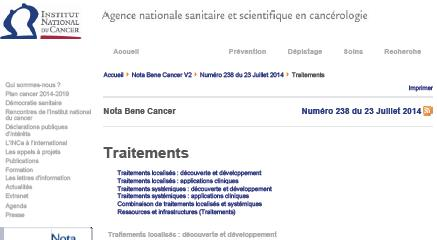 INSTITUT
NATIONAL
DU CANCER
Agence nationale sanitaire et scientifique en cancérologie
Accueil Prévention Dépistage Soins Recherche
Accueil Nota Bene Cancer V2 Numéro 238 du 23 Juillet 2014 Traitements
Imprimer
Qui sommes-nous ?
Plan cancer 2014-2019
Démocratie sanitaire
Rencontres de l'Institut national
du cancer
Déclarations publiques
d'intérêts
L'INCa à l'international
Les appels à projets
Publications
Formation
Les lettres d'information
Actualités
Extranet
Agenda
Presse
Nota
Nota Bene Cancer Numéro 238 du 23 Juillet 2014
Traitements
Traitements localisés : découverte et développement
Traitements localisés : applications cliniques
Traitements systémiques : découverte et développement
Traitements systémiques : applications cliniques
Combinaison de traitements localisés et systémiques
Ressources et infrastructures (Traitements)
Traitements localisés : découverte et développement